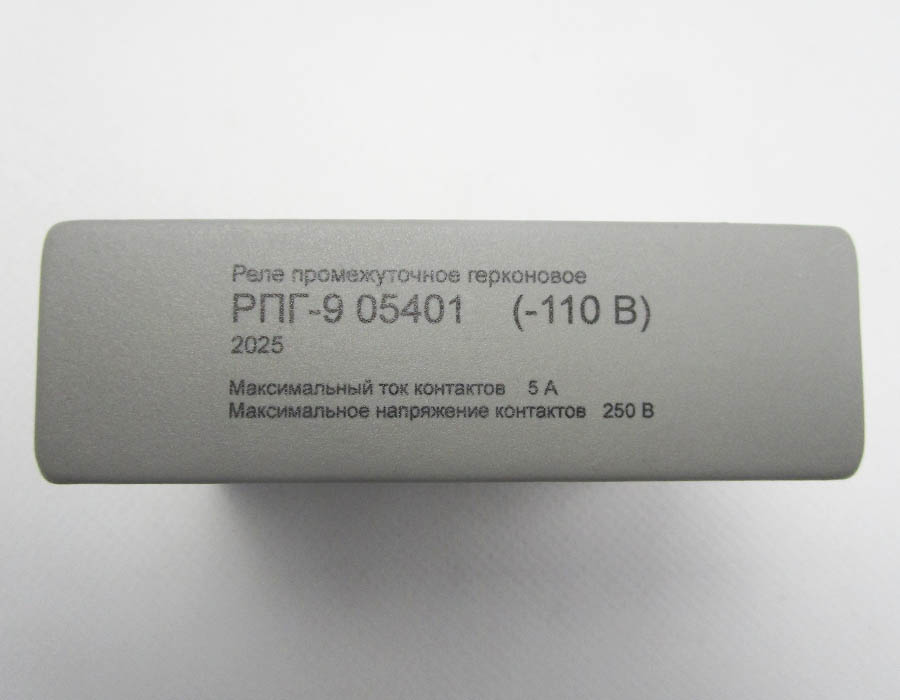 Реле промежуточное герконовое
РПГ-9 05401 (-110 В)
2025
Максимальный ток контактов 5 А
Максимальное напряжение контактов 250 В